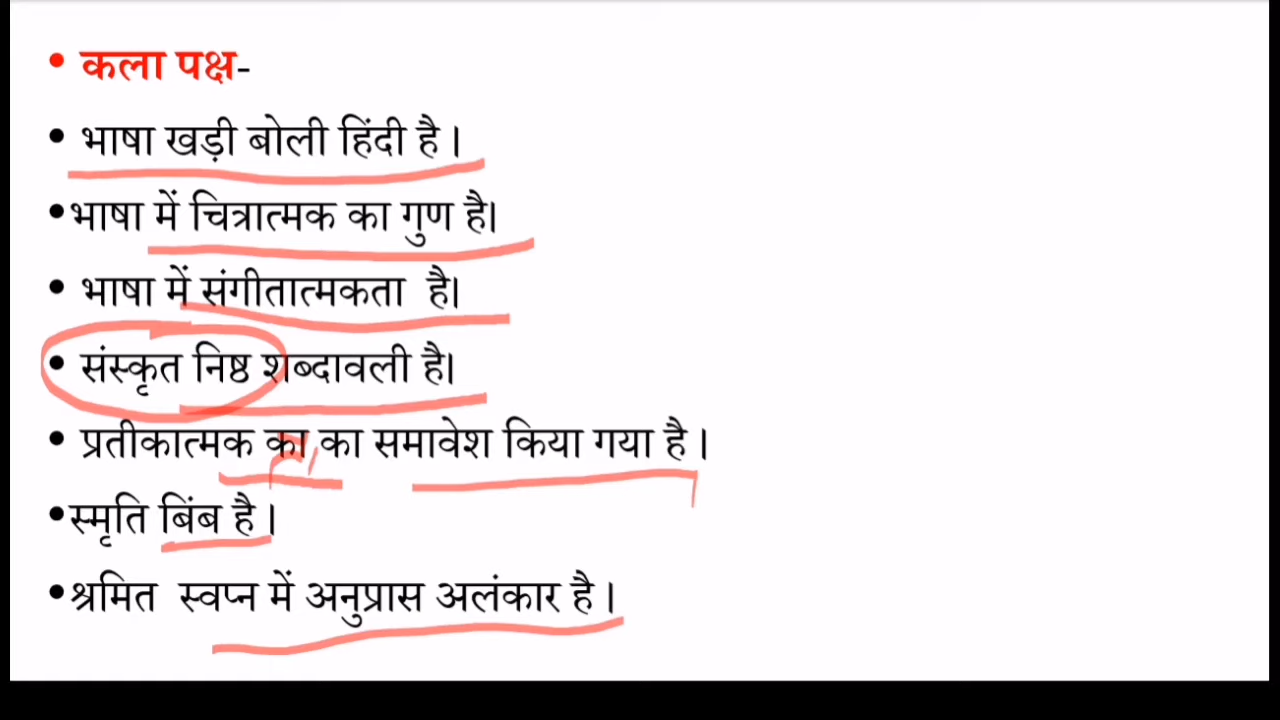 • कला पक्ष-
• भाषा खड़ी बोली हिंदी है ।
•भाषा में चित्रात्मक का गुण है।
• भाषा में संगीतात्मकता है।
• संस्कृत निष्ठ शब्दावली है।
• प्रतीकात्मक का का समावेश किया गया है ।
•स्मृति बिंब है ।
•श्रमित स्वप्न में अनुप्रास अलंकार है ।